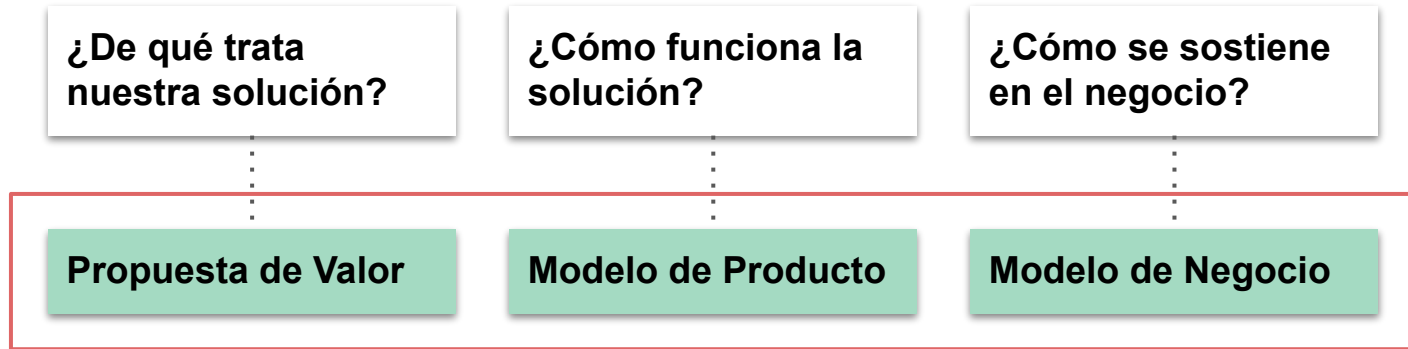 ¿De qué trata
nuestra solución?
¿Cómo funciona la
solución?
¿Cómo se sostiene
en el negocio?
Propuesta de Valor
Modelo de Producto
Modelo de Negocio